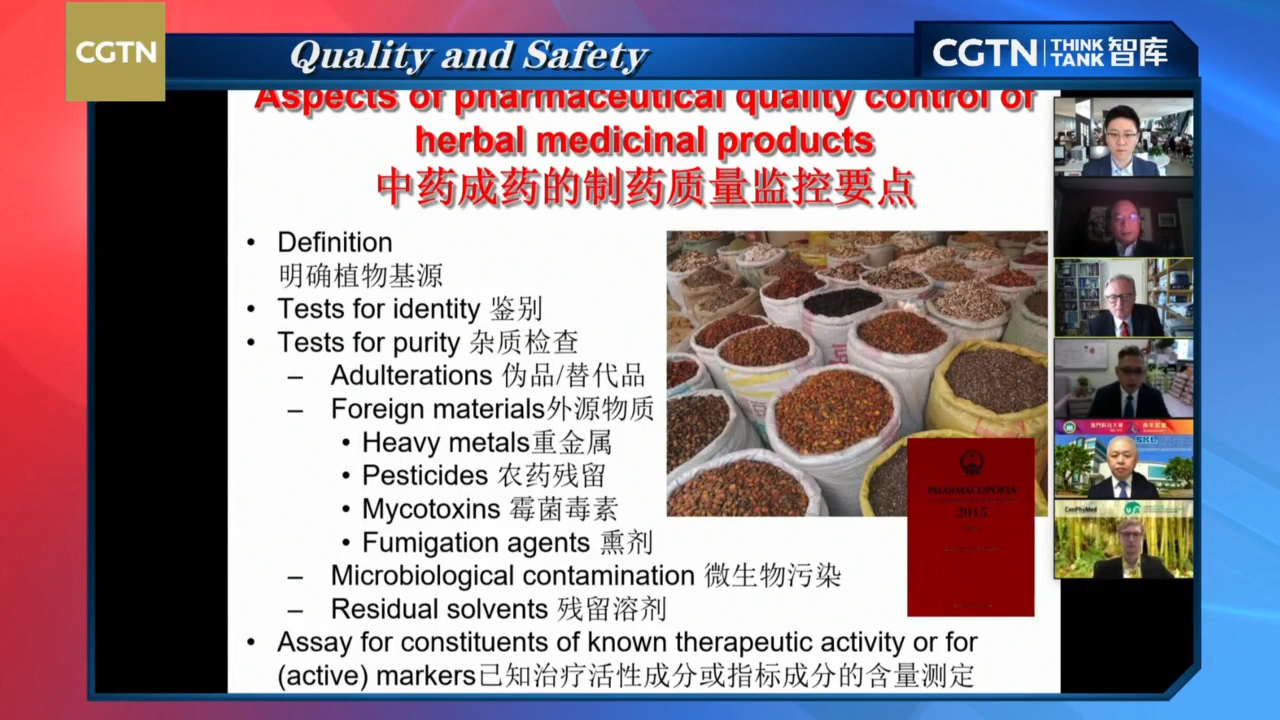 CGTN
Quality and Safety
CGTN THINK TANK 智库
Aspects of pharmaceutical quality control of
herbal medicinal products
中药成药的制药质量监控要点
• Definition
明确植物基源
• Tests for identity 鉴别
• Tests for purity 杂质检查
– Adulterations 伪品/替代品
– Foreign materials外源物质
• Heavy metals重金属
• Pesticides 农药残留
• Mycotoxins 霉菌毒素
• Fumigation agents 熏剂
– Microbiological contamination 微生物污染
– Residual solvents 残留溶剂
• Assay for constituents of known therapeutic activity or for
(active) markers已知治疗活性成分或指标成分的含量测定
PHARMACOPOEIA
2015
SKL
CenPhyMed